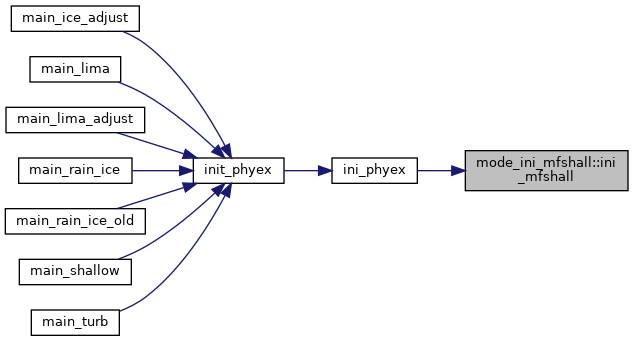 main_ice_adjust
main_lima
main_lima_adjust
main_rain_ice
main_rain_ice_old
main_shallow
main_turb
init_phyex
ini_phyex
mode_ini_mfshall::ini
_mfshall